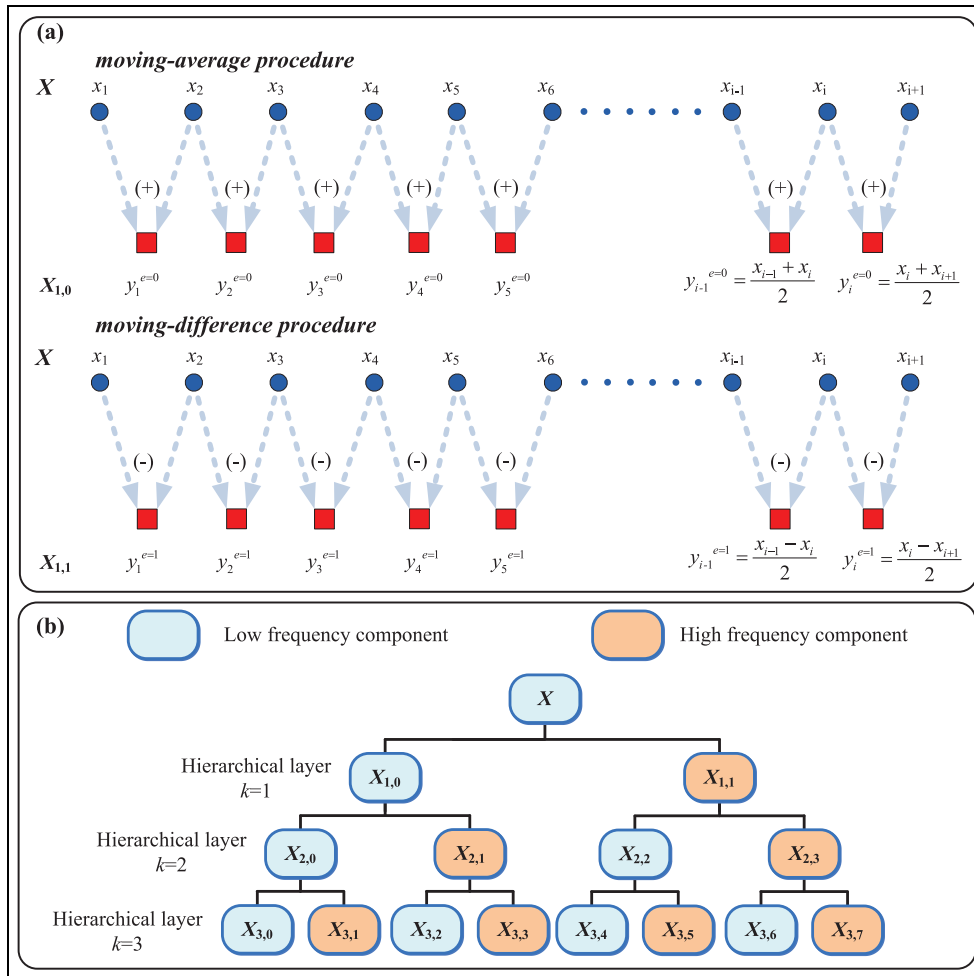 (a)
moving-average procedure
X x₁ x₂ x₃ x₄ x₅ x₆ xᵢ₋₁ xᵢ xᵢ₊₁
(+) (+) (+) (+) (+) (+) (+)
X₁,₀ y₁ᵉ⁼⁰ y₂ᵉ⁼⁰ y₃ᵉ⁼⁰ y₄ᵉ⁼⁰ y₅ᵉ⁼⁰ yᵢ₋₁ᵉ⁼⁰ = (xᵢ₋₁ + xᵢ)/2 yᵢᵉ⁼⁰ = (xᵢ + xᵢ₊₁)/2
moving-difference procedure
X x₁ x₂ x₃ x₄ x₅ x₆ xᵢ₋₁ xᵢ xᵢ₊₁
(-) (-) (-) (-) (-) (-) (-)
X₁,₁ y₁ᵉ⁼¹ y₂ᵉ⁼¹ y₃ᵉ⁼¹ y₄ᵉ⁼¹ y₅ᵉ⁼¹ yᵢ₋₁ᵉ⁼¹ = (xᵢ₋₁ − xᵢ)/2 yᵢᵉ⁼¹ = (xᵢ − xᵢ₊₁)/2
(b)
Low frequency component
High frequency component
X
Hierarchical layer
k=1
X₁,₀ X₁,₁
Hierarchical layer
k=2
X₂,₀ X₂,₁ X₂,₂ X₂,₃
Hierarchical layer
k=3
X₃,₀ X₃,₁ X₃,₂ X₃,₃ X₃,₄ X₃,₅ X₃,₆ X₃,₇